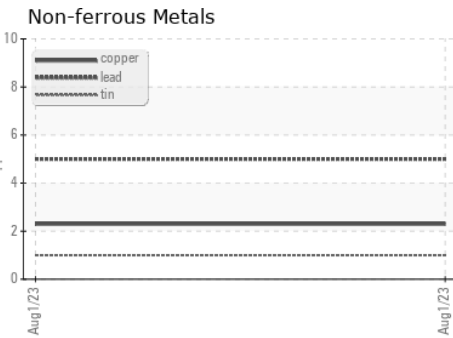 Non-ferrous Metals
10
8
6
4
2
0
copper
lead
tin
Aug1/23
Aug1/23